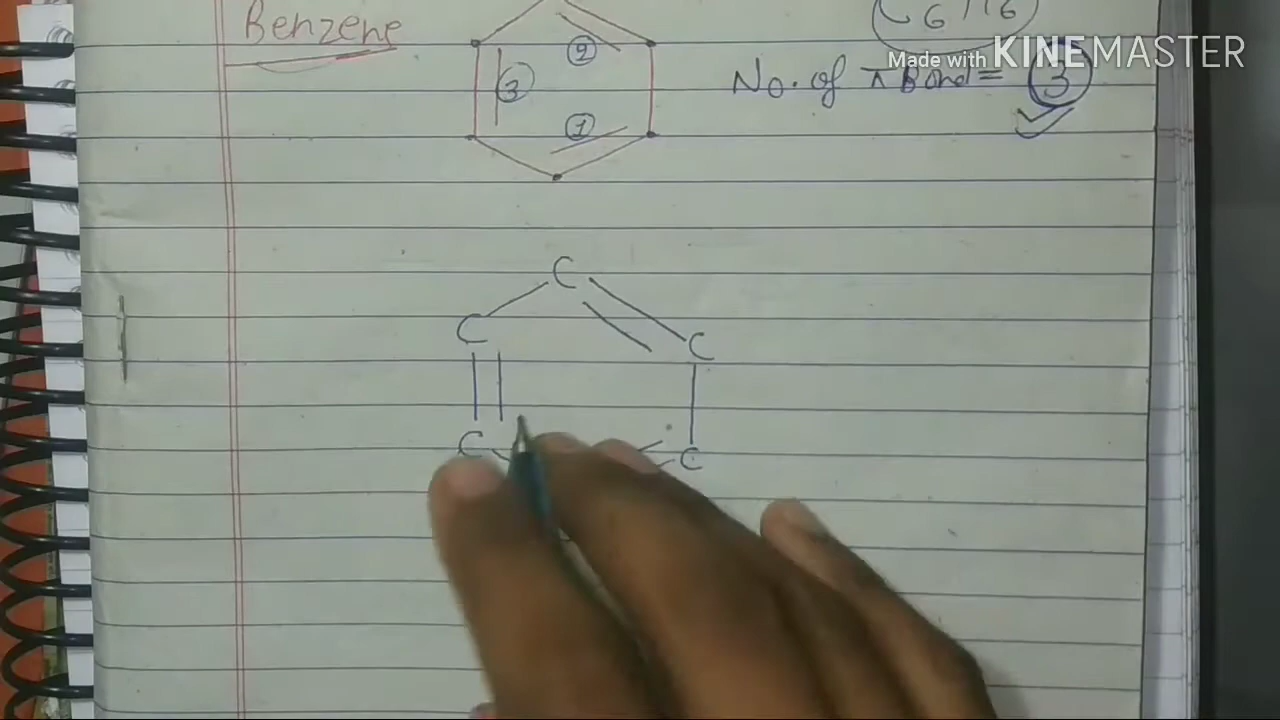 Benzene
C6H6
Made with KINEMASTER
② 
No. of π Bond = ③
③
①
C
C
C
C
C